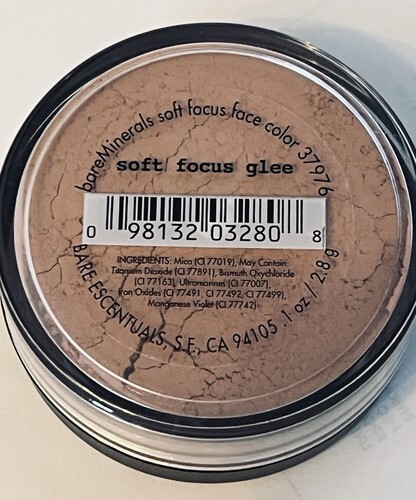 bareMinerals soft focus face color 37976
soft focus glee
0 98132 03280 8
INGREDIENTS: Mica (CI 77019), May Contain:
Titanium Dioxide (CI 77891), Bismuth Oxychloride
(CI 77163), Ultramarines (CI 77007),
Iron Oxides (CI 77491, CI 77492, CI 77499),
Manganese Violet (CI 77742)
BARE ESCENTUALS, S.F., CA 94105 .1 oz / 2.8 g